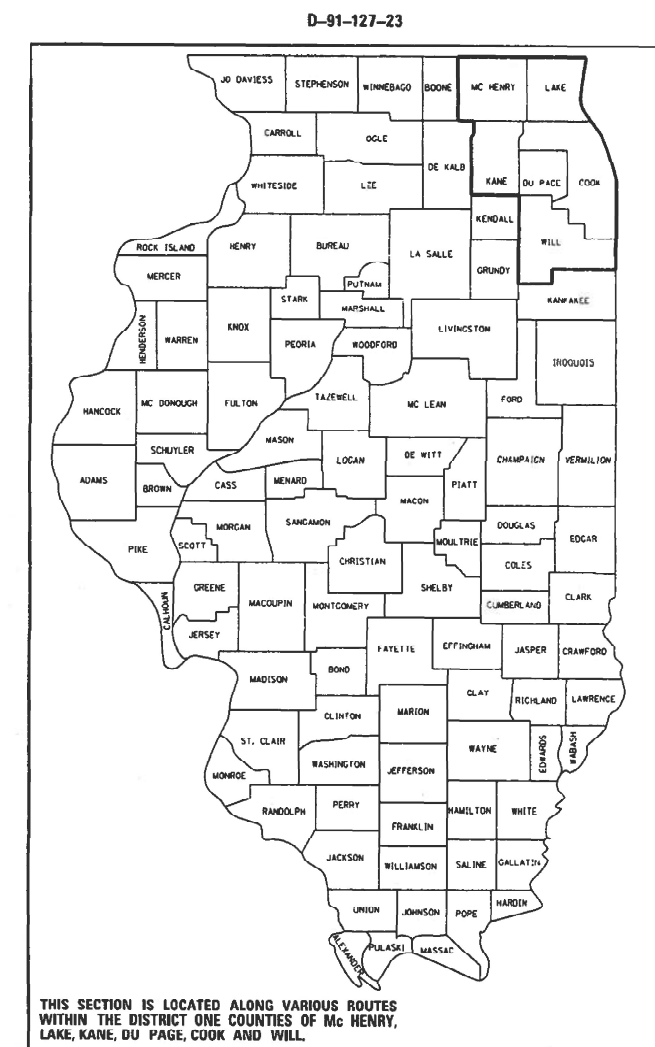 D-91-127-23
JO DAVIESS STEPHENSON WINNEBAGO BOONE MC HENRY LAKE
CARROLL OGLE
DE KALB
WHITESIDE LEE KANE DU PAGE COOK
KENDALL
ROCK ISLAND HENRY BUREAU LA SALLE WILL
MERCER GRUNDY
PUTNAM
STARK KANKAKEE
MARSHALL
HENDERSON WARREN KNOX LIVINGSTON
PEORIA WOODFORD
IROQUOIS
HANCOCK MC DONOUGH FULTON TAZEWELL MC LEAN FORD
MASON
SCHUYLER LOGAN DE WITT CHAMPAIGN VERMILION
ADAMS BROWN CASS MENARD PIATT
MACON
PIKE SCOTT MORGAN SANGAMON MOULTRIE DOUGLAS EDGAR
CHRISTIAN COLES
CALHOUN GREENE MACOUPIN MONTGOMERY SHELBY CUMBERLAND CLARK
JERSEY
FAYETTE EFFINGHAM JASPER CRAWFORD
MADISON BOND
CLAY RICHLAND LAWRENCE
CLINTON MARION
ST. CLAIR WAYNE EDWARDS WABASH
MONROE WASHINGTON JEFFERSON
RANDOLPH PERRY HAMILTON WHITE
FRANKLIN
JACKSON WILLIAMSON SALINE GALLATIN
UNION JOHNSON POPE HARDIN
ALEXANDER PULASKI MASSAC
THIS SECTION IS LOCATED ALONG VARIOUS ROUTES
WITHIN THE DISTRICT ONE COUNTIES OF Mc HENRY,
LAKE, KANE, DU PAGE, COOK AND WILL.